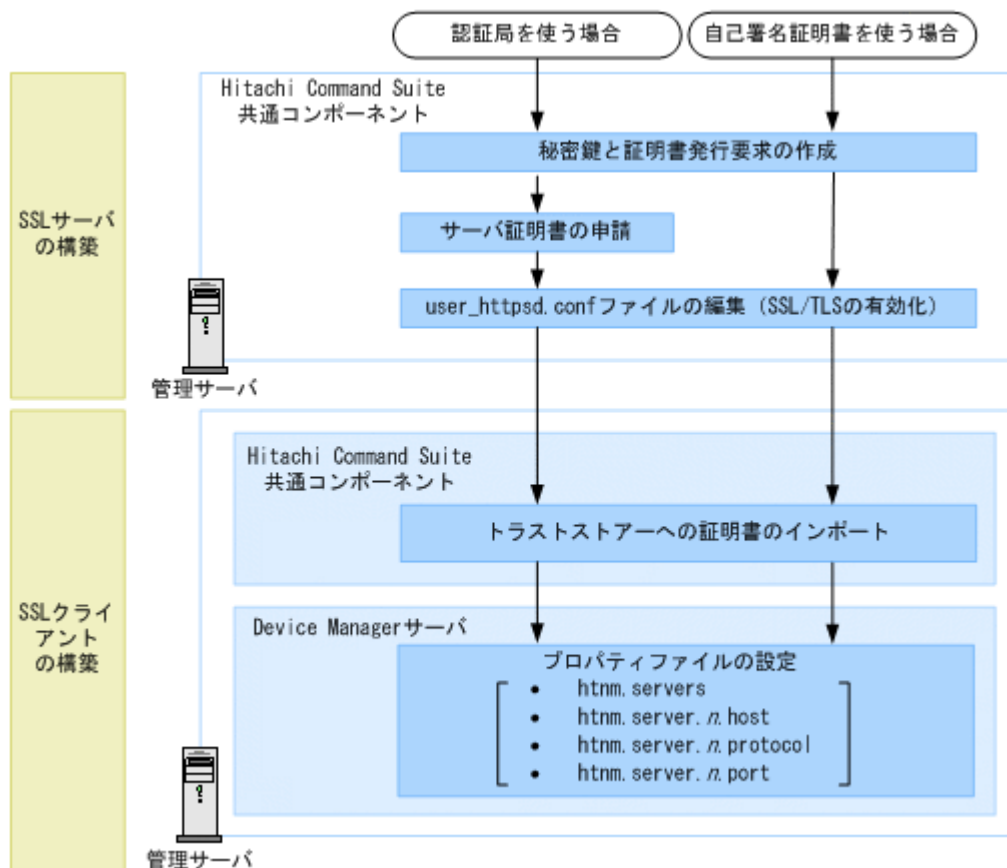 認証局を使う場合
自己署名証明書を使う場合
SSLサーバ
の構築
Hitachi Command Suite
共通コンポーネント
秘密鍵と証明書発行要求の作成
サーバ証明書の申請
user_httpsd.confファイルの編集（SSL/TLSの有効化）
管理サーバ
SSLクライ
アント
の構築
Hitachi Command Suite
共通コンポーネント
トラストストアーへの証明書のインポート
Device Managerサーバ
プロパティファイルの設定
• htnm.servers
• htnm.server.n.host
• htnm.server.n.protocol
• htnm.server.n.port
管理サーバ